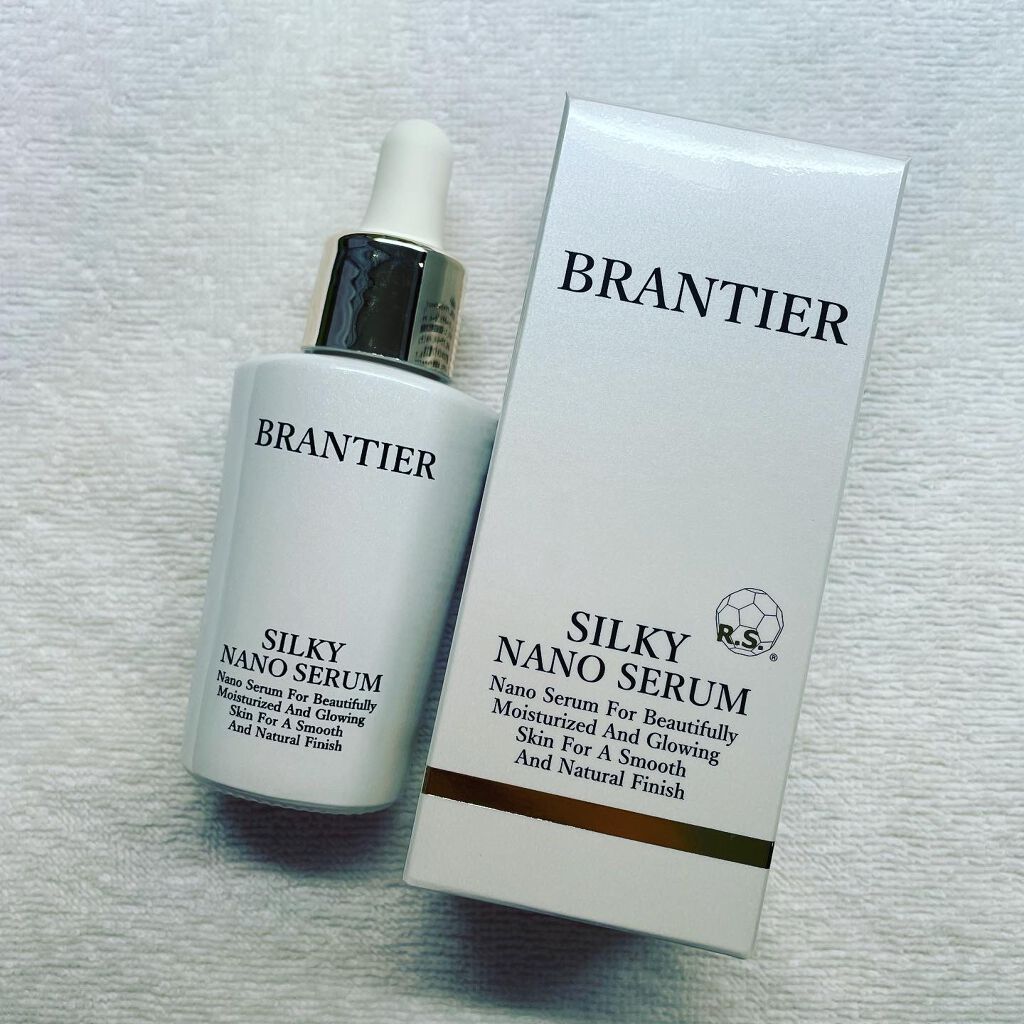 BRANTIER
SILKY
NANO SERUM
Nano Serum For Beautifully
Moisturized And Glowing
Skin For A Smooth
And Natural Finish
BRANTIER
R.S.
®
SILKY
NANO SERUM
Nano Serum For Beautifully
Moisturized And Glowing
Skin For A Smooth
And Natural Finish